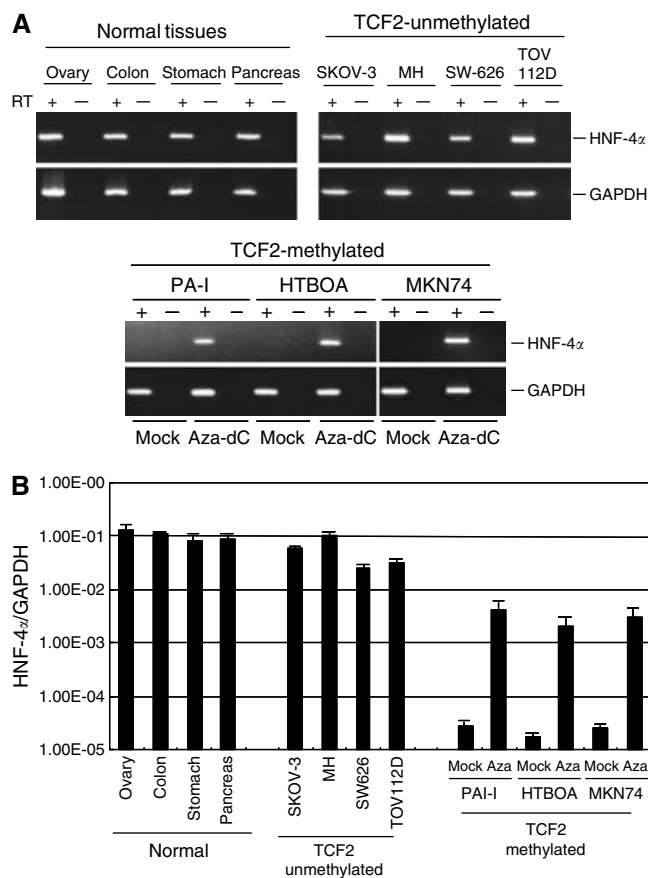 A
Normal tissues
TCF2-unmethylated
Ovary Colon Stomach Pancreas
SKOV-3 MH SW-626 TOV 112D
RT + − + − + − + −
+ − + − + − + −
HNF-4α
GAPDH
TCF2-methylated
PA-I HTBOA MKN74
+ − + − + − + − + − + −
HNF-4α
GAPDH
Mock Aza-dC Mock Aza-dC Mock Aza-dC
B
HNF-4α/GAPDH
1.00E-00
1.00E-01
1.00E-02
1.00E-03
1.00E-04
1.00E-05
Ovary
Colon
Stomach
Pancreas
SKOV-3
MH
SW626
TOV112D
Mock Aza Mock Aza Mock Aza
PAI-I HTBOA MKN74
Normal
TCF2
unmethylated
TCF2
methylated